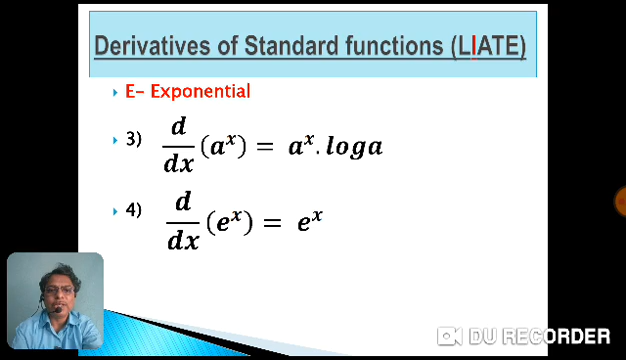 Derivatives of Standard functions (LIATE)
E- Exponential
3) d/dx (aˣ) = aˣ. loga
4) d/dx (eˣ) = eˣ
DU RECORDER